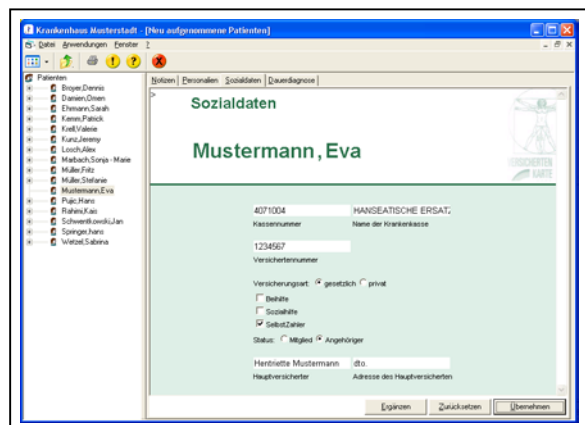 Krankenhaus Musterstadt - [Neu aufgenommene Patienten]
Datei Anwendungen Fenster ?
Patienten
Broyer,Dennis
Damien,Omen
Ehrmann,Sarah
Kemm,Patrick
Krell,Valerie
Kunz,Jeremy
Losch,Alex
Marbach,Sonja - Marie
Müller,Fritz
Müller,Stefanie
Mustermann,Eva
Pujic,Hans
Rahimi,Kais
Schwentkowski,Jan
Springer,hans
Wetzel,Sabrina
Notizen Personalien Sozialdaten Dauerdiagnose
>
Sozialdaten
Mustermann, Eva
VERSICHERTEN
KARTE
4071004 HANSEATISCHE ERSATZ
Kassennummer Name der Krankenkasse
1234567
Versichertennummer
Versicherungsart: gesetzlich privat
Beihilfe
Sozialhilfe
SelbstZahler
Status: Mitglied Angehöriger
Hentriette Mustermann dto.
Hauptversicherter Adresse des Hauptversicherten
Ergänzen Zurücksetzen Übernehmen